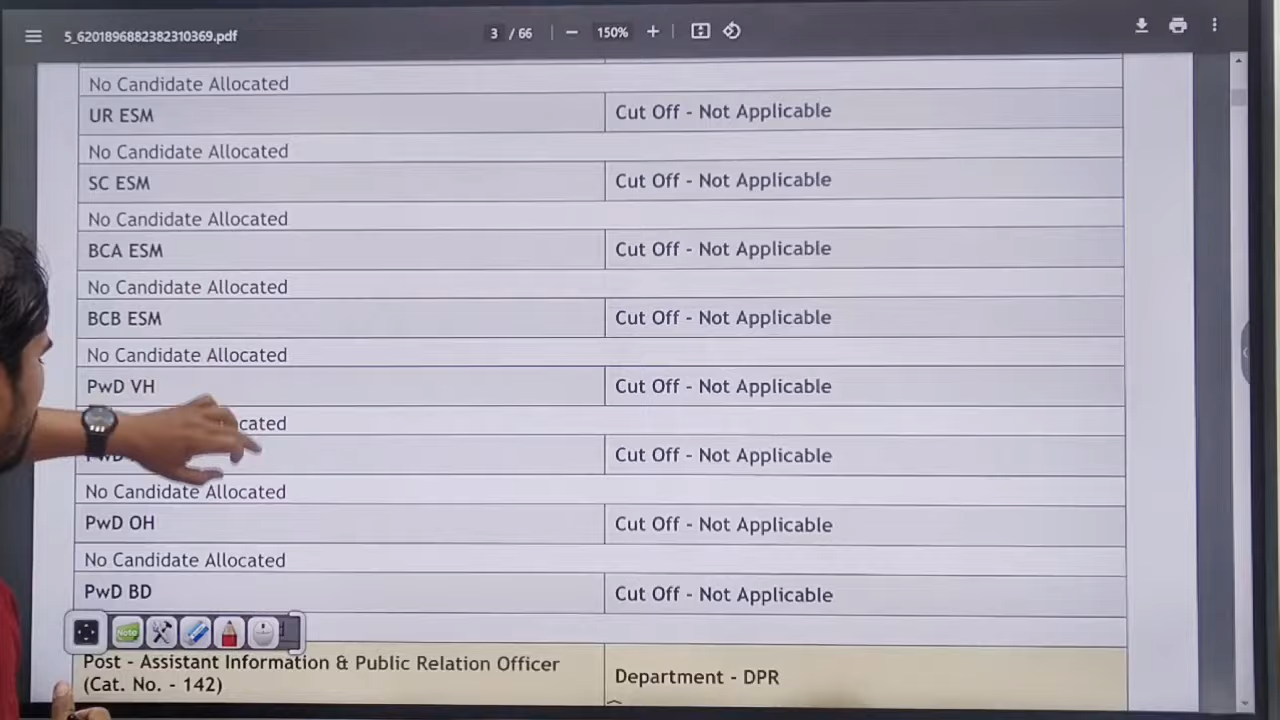 5_6201896882382310369.pdf
3 / 66
150%
No Candidate Allocated
UR ESM
Cut Off - Not Applicable
No Candidate Allocated
SC ESM
Cut Off - Not Applicable
No Candidate Allocated
BCA ESM
Cut Off - Not Applicable
No Candidate Allocated
BCB ESM
Cut Off - Not Applicable
No Candidate Allocated
PwD VH
Cut Off - Not Applicable
PwD
Cut Off - Not Applicable
No Candidate Allocated
PwD OH
Cut Off - Not Applicable
No Candidate Allocated
PwD BD
Cut Off - Not Applicable
Note
Post - Assistant Information & Public Relation Officer
(Cat. No. - 142)
Department - DPR